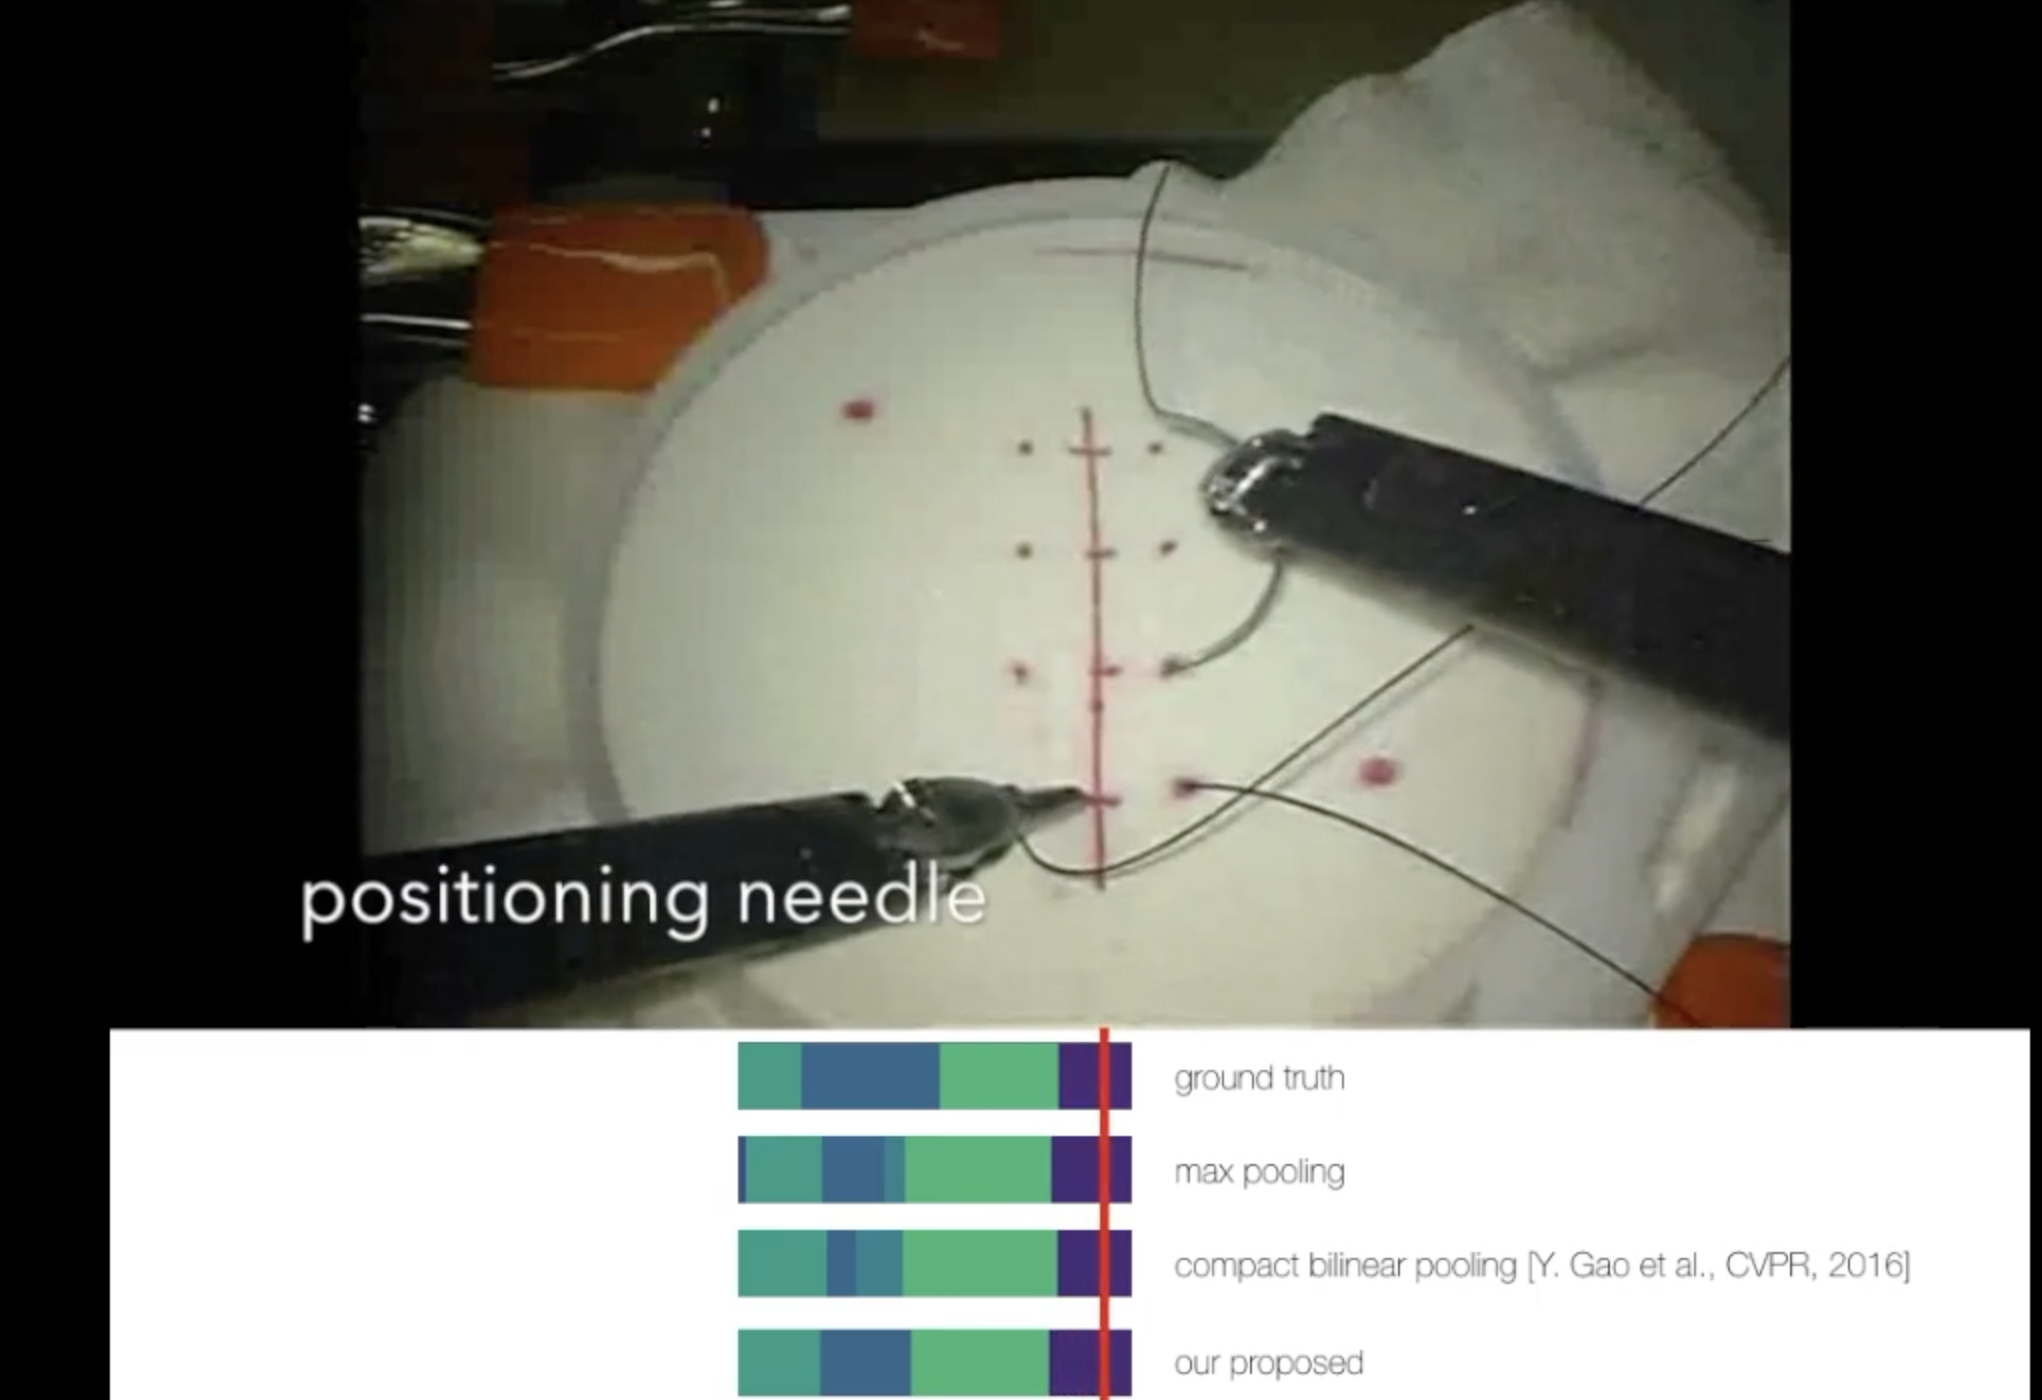 positioning needle
ground truth
max pooling
compact bilinear pooling [Y. Gao et al., CVPR, 2016]
our proposed